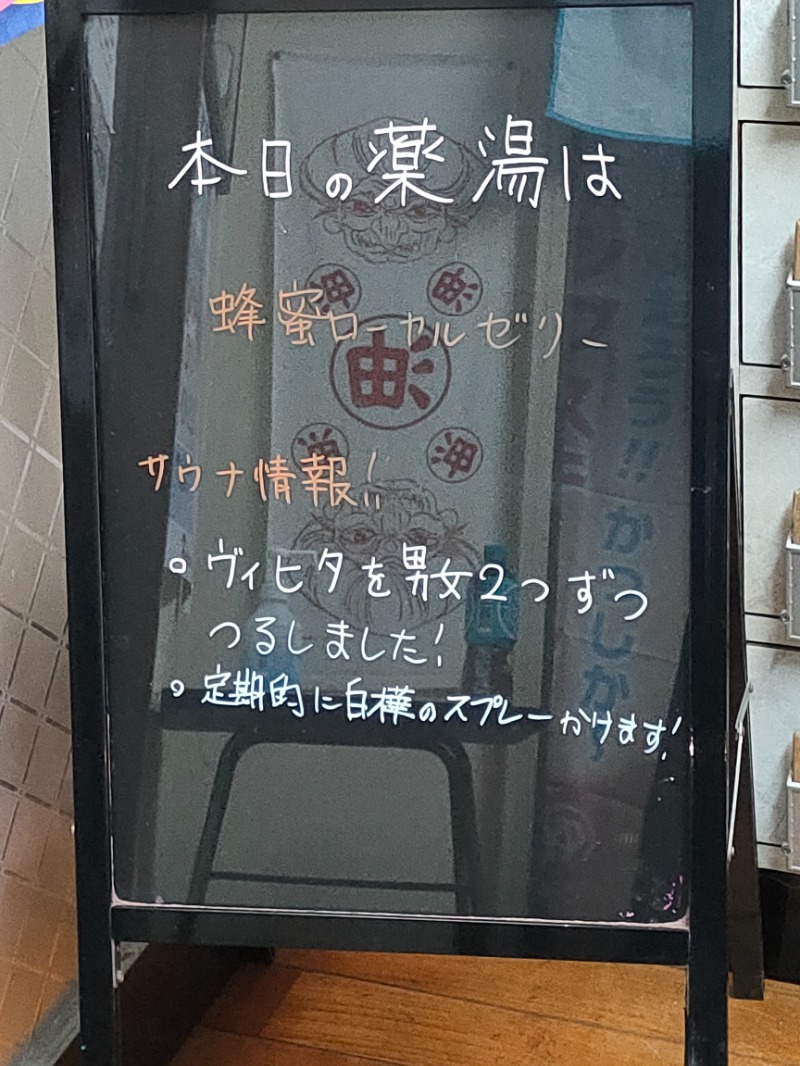 本日の薬湯は
蜂蜜ローヤルゼリー
サウナ情報!!
。ヴィヒタを男女2つずつ
つるしました!
。定期的に白樺のスプレーかけます!